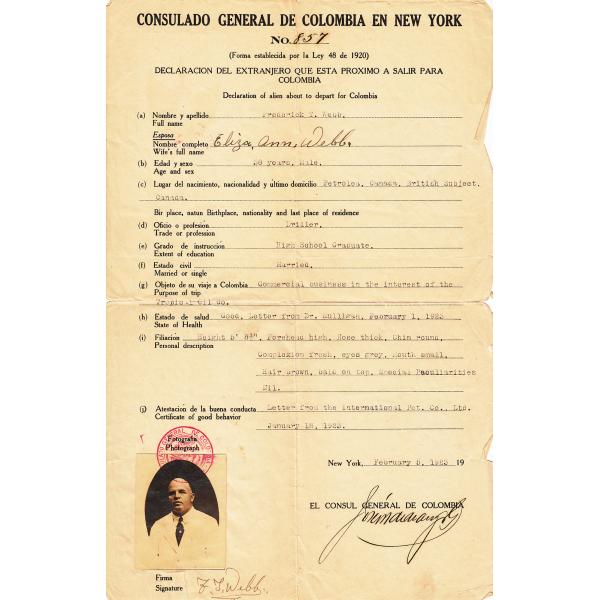 CONSULADO GENERAL DE COLOMBIA EN NEW YORK
No. 857
(Forma establecida por la Ley 48 de 1920)
DECLARACION DEL EXTRANJERO QUE ESTA PROXIMO A SALIR PARA
COLOMBIA
Declaration of alien about to depart for Colombia
(a) Nombre y apellido Frederick T. Webb.
Full name
Esposa
Nombre completo Eliza, Ann, Webb,
Wife's full name
(b) Edad y sexo 38 years, Male.
Age and sex
(c) Lugar del nacimiento, nacionalidad y ultimo domicilio Petrolea, Canada, British Subject.
Canada.
Bir place, natun Birthplace, nationality and last place of residence
(d) Oficio o profesion Driller.
Trade or profession
(e) Grado de instrucción High School Graduate.
Extent of education
(f) Estado civil Married.
Married or single
(g) Objeto de su viaje a Colombia Commercial business in the interest of the
Purpose of trip
Tropical Oil Co.
(h) Estado de salud Good, Letter from Dr. Mulligan, February 1, 1923
State of Health
(i) Filiacion Height 5' 8", Forehead high, Nose thick, Chin round,
Personal description
Complexion fresh, eyes grey, Mouth small,
Hair brown, bald on top, Special Peculiarities
Nil.
(j) Atestacion de la buena conducta Letter from the International Pet. Co., Ltd.
Certificate of good behavior
January 18, 1923.
Fotografia
Photograph
New York, February 5, 1923 19
EL CONSUL GENERAL DE COLOMBIA
Firma
Signature F. T. Webb.